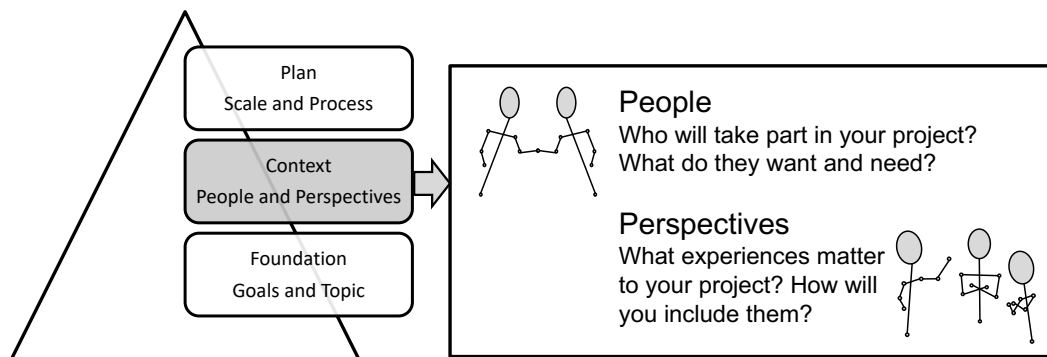 Plan
Scale and Process
Context
People and Perspectives
Foundation
Goals and Topic
People
Who will take part in your project?
What do they want and need?
Perspectives
What experiences matter
to your project? How will
you include them?